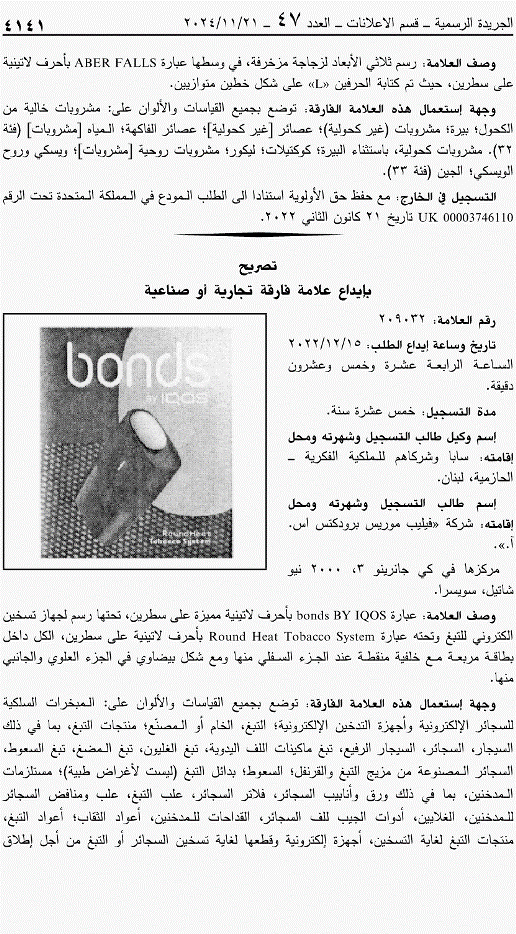 الجريدة الرسمية ــ قسم الاعلانات ــ العدد ٤٧ ــ ٢٠٢٤/١١/٢١
٤١٤١
وصف العلامة: رسم ثلاثي الأبعاد لزجاجة مزخرفة، في وسطها عبارة ABER FALLS بأحرف لاتينية
على سطرين، حيث تم كتابة الحرفين «L» على شكل خطين متوازيين.
وجهة إستعمال هذه العلامة الفارقة: توضع بجميع القياسات والألوان على: مشروبات خالية من
الكحول؛ بيرة؛ مشروبات (غير كحولية)؛ عصائر [غير كحولية]؛ عصائر الفاكهة؛ المياه [مشروبات] (فئة
٣٢). مشروبات كحولية، باستثناء البيرة؛ كوكتيلات؛ ليكور؛ مشروبات روحية [مشروبات]؛ ويسكي وروح
الويسكي؛ الجين (فئة ٣٣).
التسجيل في الخارج: مع حفظ حق الأولوية استنادا الى الطلب المودع في المملكة المتحدة تحت الرقم
UK 00003746110 تاريخ ٢١ كانون الثاني ٢٠٢٢.
تصريح
بإيداع علامة فارقة تجارية أو صناعية
رقم العلامة: ٢٠٩٠٣٢
تاريخ وساعة إيداع الطلب: ٢٠٢٢/١٢/١٥
الساعة الرابعة عشرة وخمس وعشرون
دقيقة.
مدة التسجيل: خمس عشرة سنة.
إسم وكيل طالب التسجيل وشهرته ومحل
إقامته: سابا وشركاهم للملكية الفكرية ــ
الحازمية، لبنان.
إسم طالب التسجيل وشهرته ومحل
إقامته: شركة «فيليب موريس برودكتس اس.
أ.».
مركزها في كي جانرينو ٣، ٢٠٠٠ نيو
شاتيل، سويسرا.
bonds
BY IQOS
Round Heat
Tobacco System
وصف العلامة: عبارة bonds BY IQOS بأحرف لاتينية مميزة على سطرين، تحتها رسم لجهاز تسخين
الكتروني للتبغ وتحته عبارة Round Heat Tobacco System بأحرف لاتينية على سطرين، الكل داخل
بطاقة مربعة مع خلفية منقطة عند الجزء السفلي منها ومع شكل بيضاوي في الجزء العلوي والجانبي
منها.
وجهة إستعمال هذه العلامة الفارقة: توضع بجميع القياسات والألوان على: المبخرات السلكية
للسجائر الإلكترونية وأجهزة التدخين الإلكترونية؛ التبغ، الخام أو المصنّع؛ منتجات التبغ، بما في ذلك
السيجار، السجائر، السيجار الرفيع، تبغ ماكينات اللف اليدوية، تبغ الغليون، تبغ المضغ، تبغ السعوط،
السجائر المصنوعة من مزيج التبغ والقرنفل؛ السعوط؛ بدائل التبغ (ليست لأغراض طبية)؛ مستلزمات
المدخنين، بما في ذلك ورق وأنابيب السجائر، فلاتر السجائر، علب التبغ، علب ومنافض السجائر
للمدخنين، الغلايين، أدوات الجيب للف السجائر، القداحات للمدخنين، أعواد الثقاب؛ أعواد التبغ،
منتجات التبغ لغاية التسخين، أجهزة إلكترونية وقطعها لغاية تسخين السجائر أو التبغ من أجل إطلاق